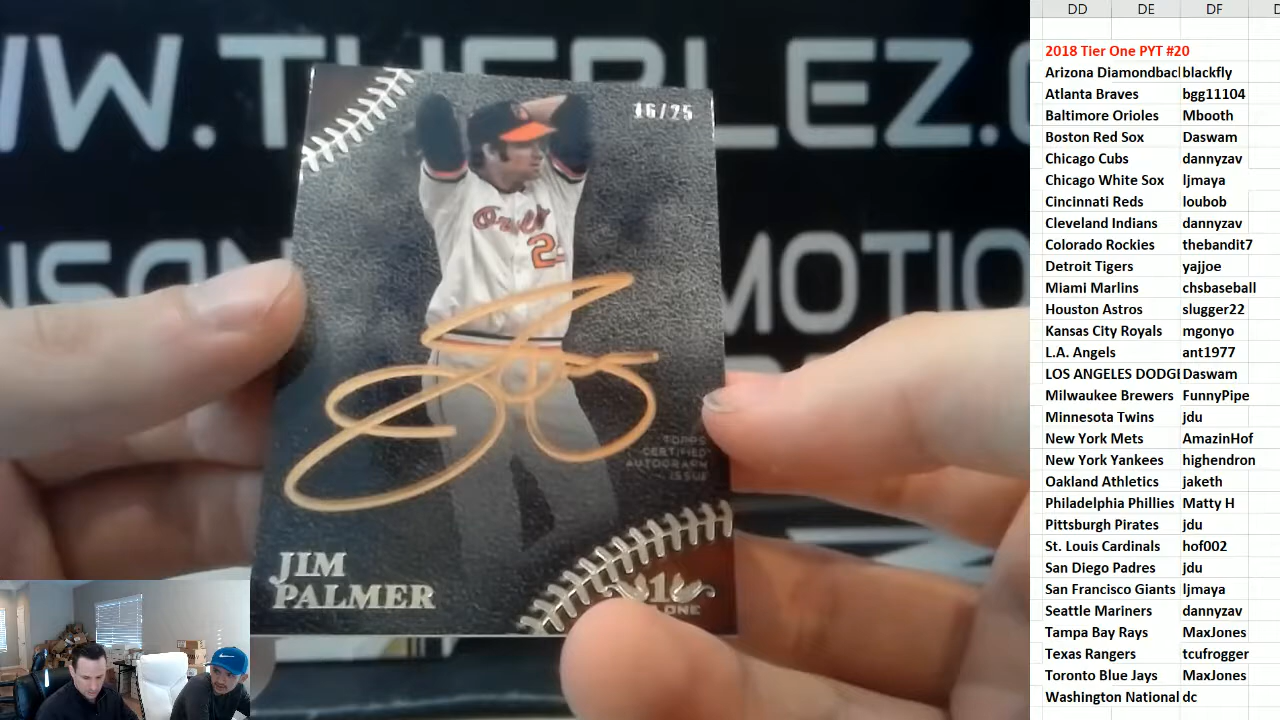 WWW.THEBLEZ.C
MOTIO
16/25
Orioles
2
TOPPS
CERTIFIED
AUTOGRAPH
ISSUE
JIM
PALMER
1
ONE
DD DE DF
2018 Tier One PYT #20
Arizona Diamondbac blackfly
Atlanta Braves bgg11104
Baltimore Orioles Mbooth
Boston Red Sox Daswam
Chicago Cubs dannyzav
Chicago White Sox ljmaya
Cincinnati Reds loubob
Cleveland Indians dannyzav
Colorado Rockies thebandit7
Detroit Tigers yajjoe
Miami Marlins chsbaseball
Houston Astros slugger22
Kansas City Royals mgonyo
L.A. Angels ant1977
LOS ANGELES DODGE Daswam
Milwaukee Brewers FunnyPipe
Minnesota Twins jdu
New York Mets AmazinHof
New York Yankees highendron
Oakland Athletics jaketh
Philadelphia Phillies Matty H
Pittsburgh Pirates jdu
St. Louis Cardinals hof002
San Diego Padres jdu
San Francisco Giants ljmaya
Seattle Mariners dannyzav
Tampa Bay Rays MaxJones
Texas Rangers tcufrogger
Toronto Blue Jays MaxJones
Washington National dc